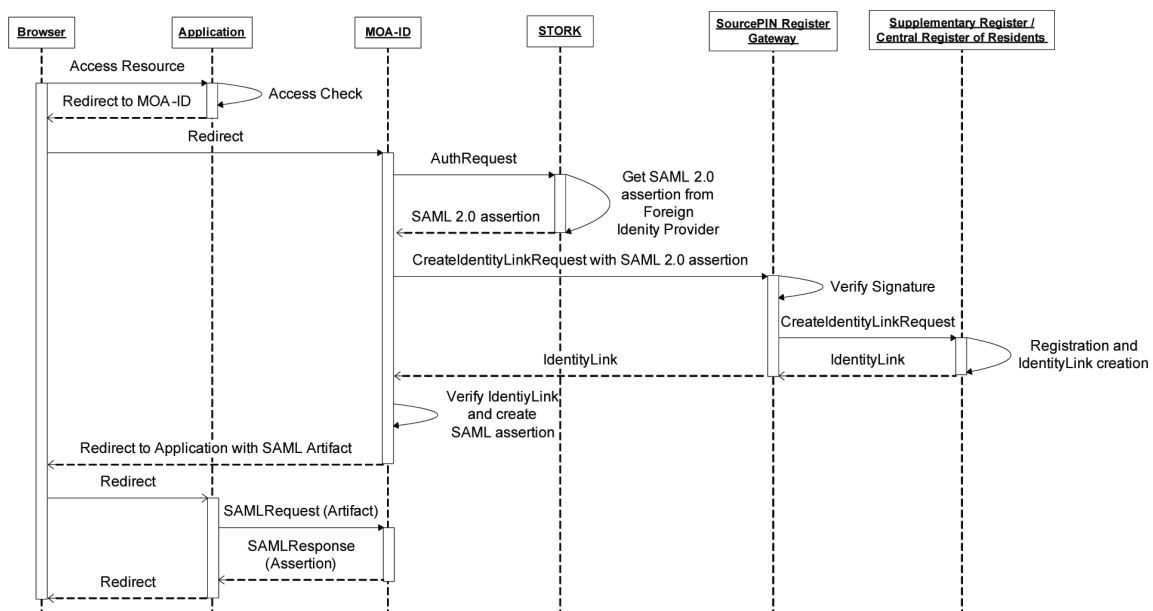 Browser
Application
MOA-ID
STORK
SourcePIN Register
Gateway
Supplementary Register /
Central Register of Residents
Access Resource
Access Check
Redirect to MOA-ID
Redirect
AuthRequest
Get SAML 2.0
assertion from
Foreign
Idenity Provider
SAML 2.0 assertion
CreateIdentityLinkRequest with SAML 2.0 assertion
Verify Signature
CreateIdentityLinkRequest
Registration and
IdentityLink creation
IdentityLink
IdentityLink
Verify IdentiyLink
and create
SAML assertion
Redirect to Application with SAML Artifact
Redirect
SAMLRequest (Artifact)
SAMLResponse
(Assertion)
Redirect